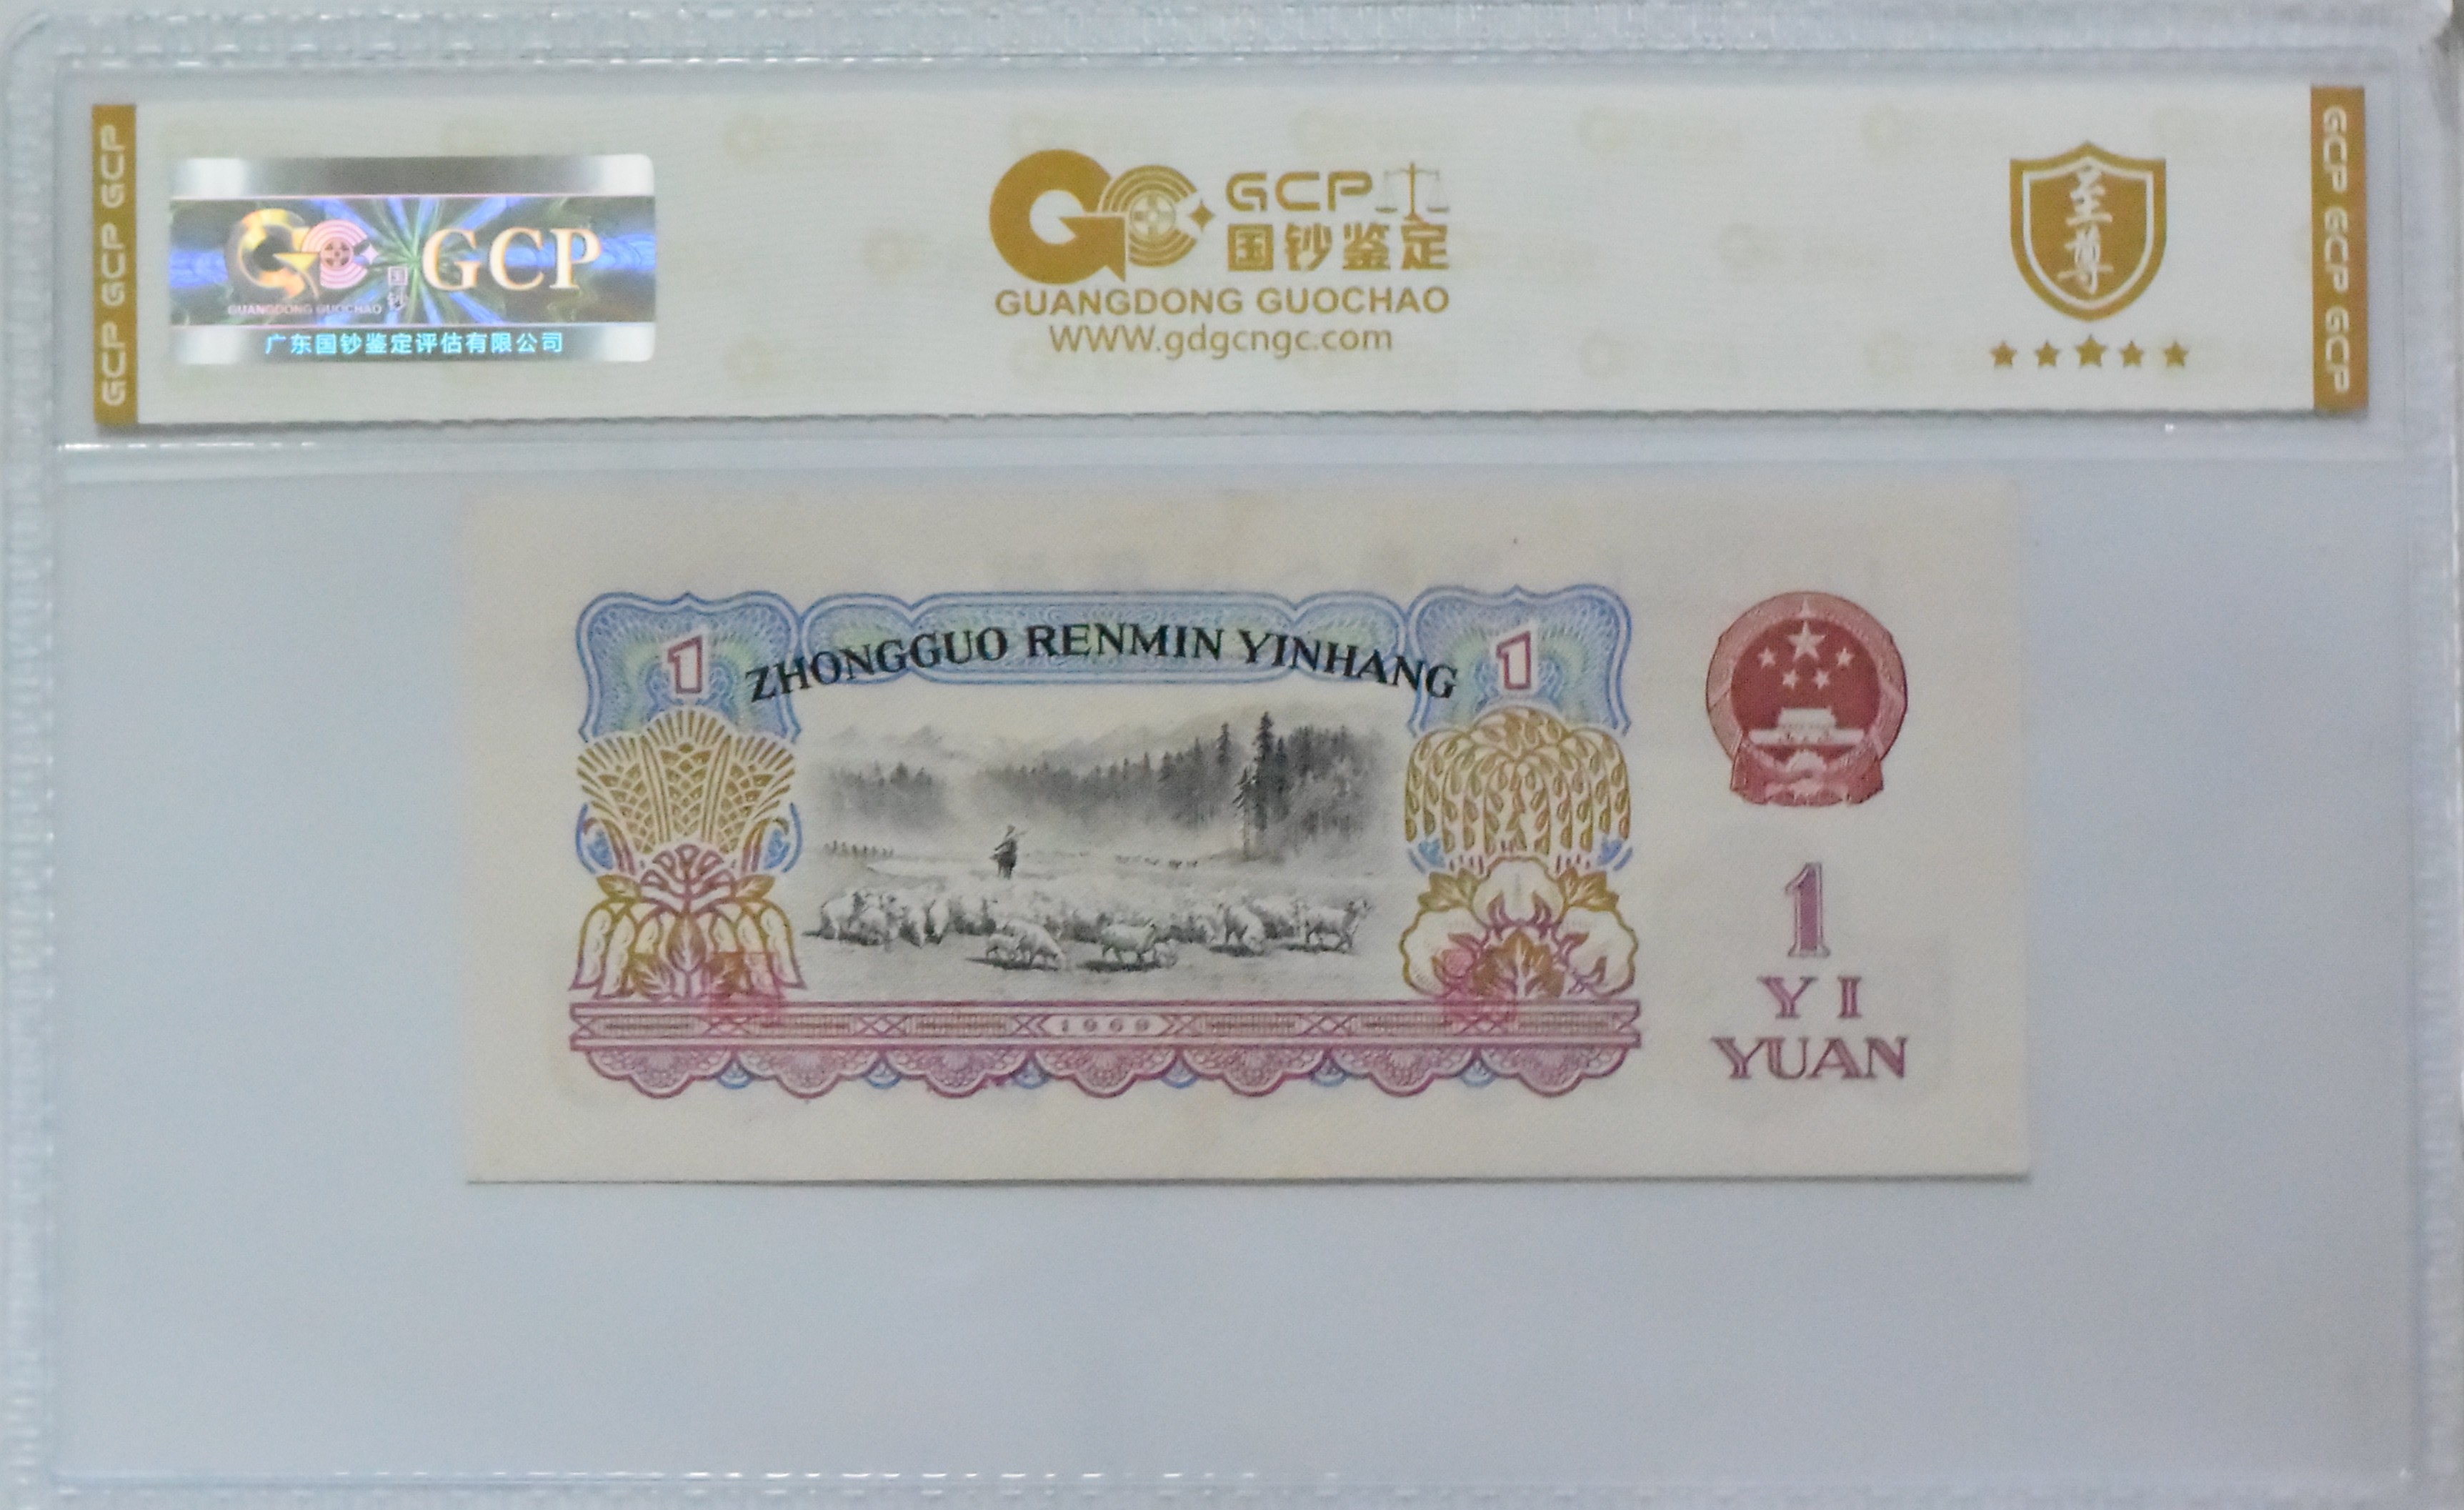 GCP GCP GCP
GCP
国钞
GUANGDONG GUOCHAO
广东国钞鉴定评估有限公司
GCP
国钞鉴定
GUANGDONG GUOCHAO
WWW.gdgcngc.com
至尊
GCP GCP GCP
1
ZHONGGUO RENMIN YINHANG
1
1
YI
YUAN
1960